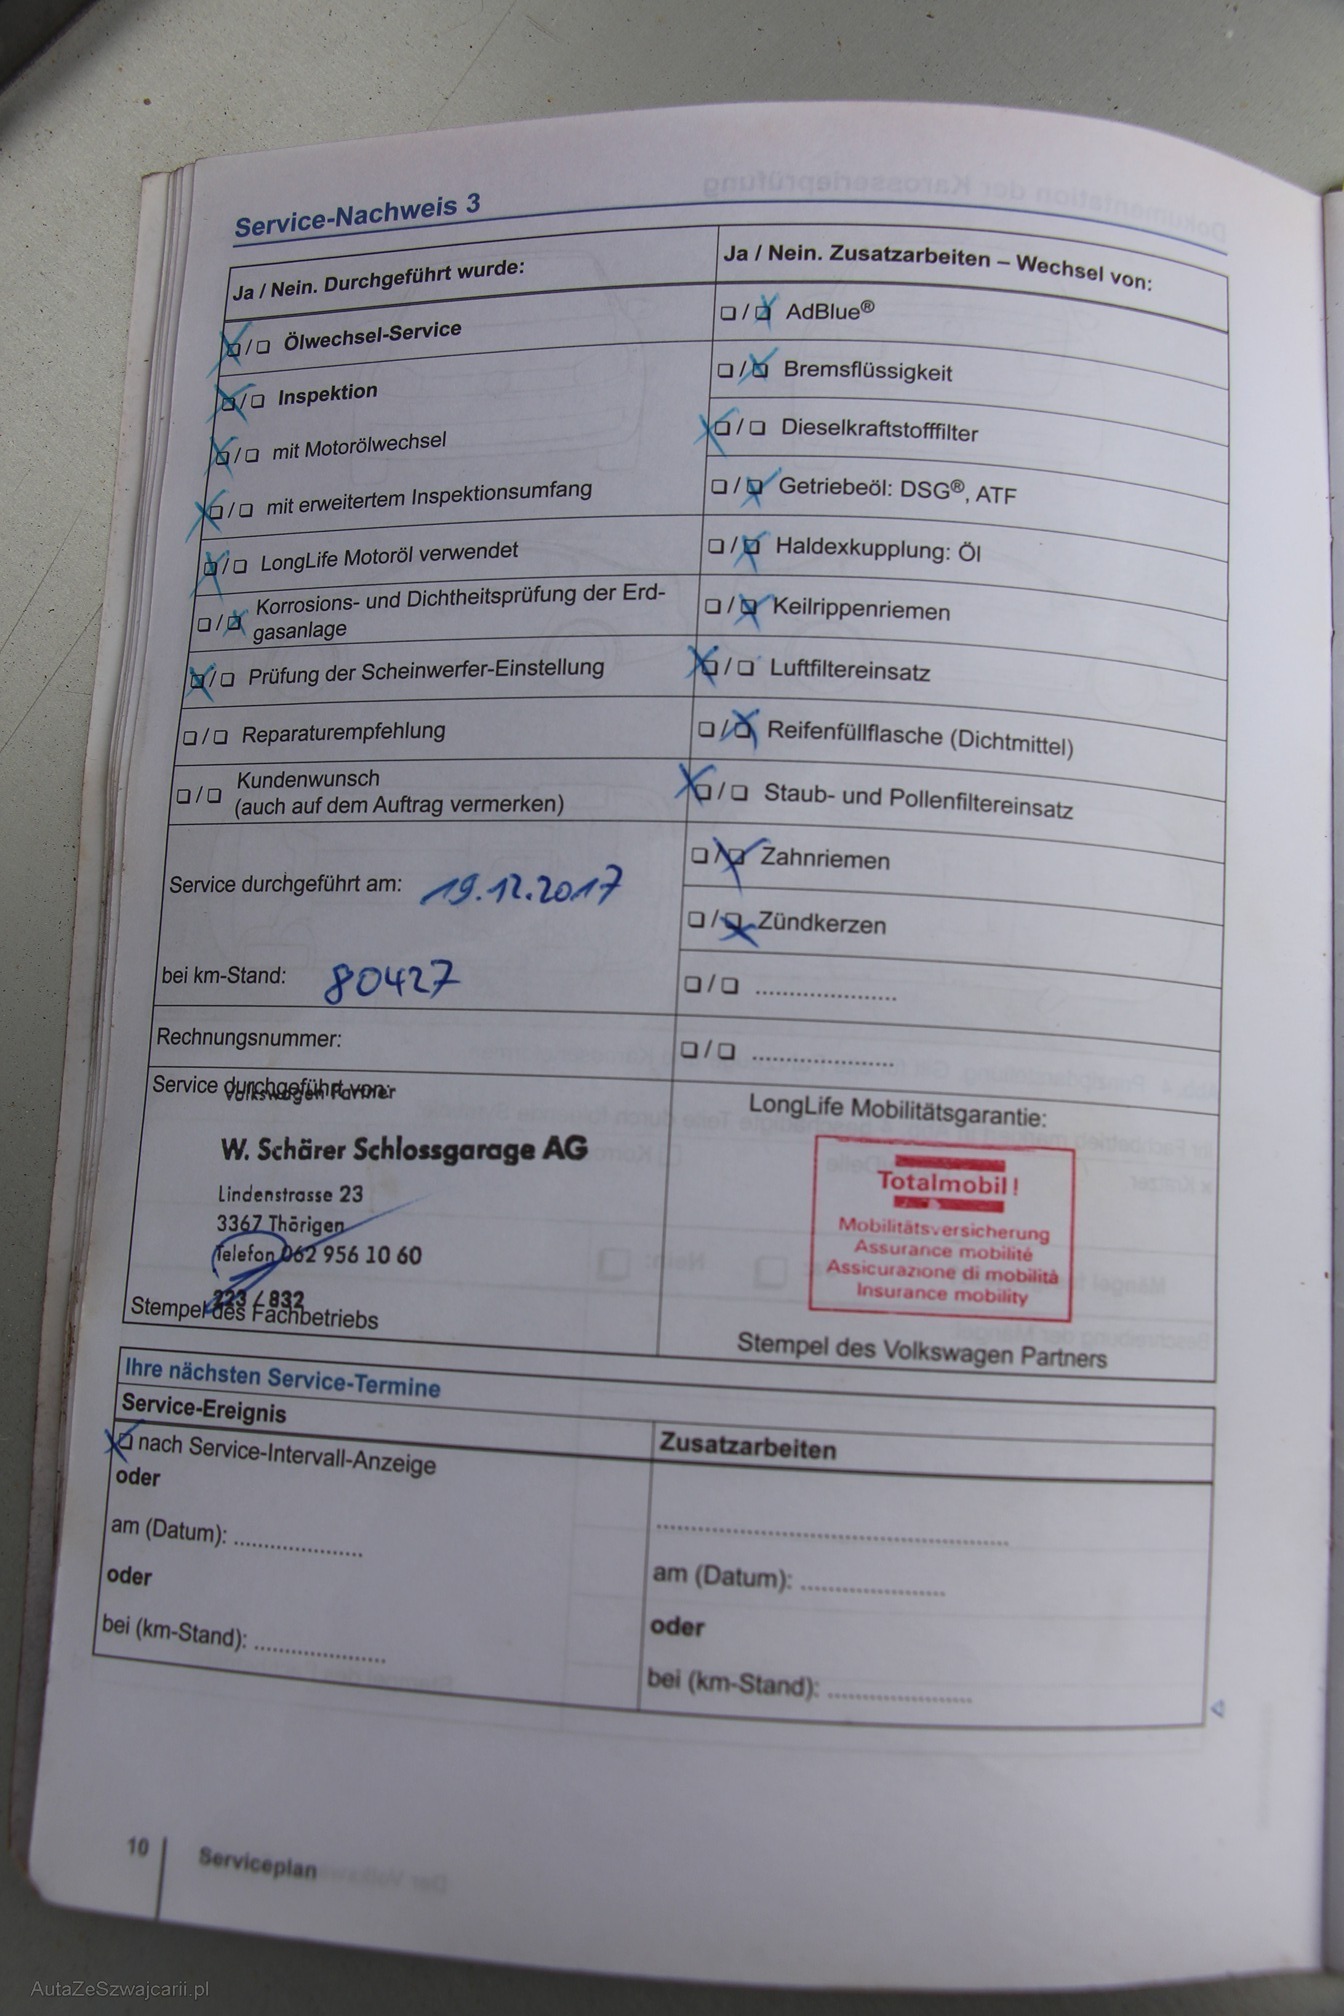 Service-Nachweis 3
Ja / Nein. Durchgeführt wurde:
❏ / ❏ Ölwechsel-Service
❏ / ❏ Inspektion
❏ / ❏ mit Motorölwechsel
❏ / ❏ mit erweitertem Inspektionsumfang
❏ / ❏ LongLife Motoröl verwendet
❏ / ❏ Korrosions- und Dichtheitsprüfung der Erd-
gasanlage
❏ / ❏ Prüfung der Scheinwerfer-Einstellung
❏ / ❏ Reparaturempfehlung
❏ / ❏ Kundenwunsch
(auch auf dem Auftrag vermerken)
Service durchgeführt am: 19.12.2017
bei km-Stand: 80427
Rechnungsnummer:
Service durchgeführt von:
Volkswagen Partner
W. Schärer Schlossgarage AG
Lindenstrasse 23
3367 Thörigen
Telefon 062 956 10 60
223 / 832
Stempel des Fachbetriebs
Ja / Nein. Zusatzarbeiten – Wechsel von:
❏ / ❏ AdBlue®
❏ / ❏ Bremsflüssigkeit
❏ / ❏ Dieselkraftstofffilter
❏ / ❏ Getriebeöl: DSG®, ATF
❏ / ❏ Haldexkupplung: Öl
❏ / ❏ Keilrippenriemen
❏ / ❏ Luftfiltereinsatz
❏ / ❏ Reifenfüllflasche (Dichtmittel)
❏ / ❏ Staub- und Pollenfiltereinsatz
❏ / ❏ Zahnriemen
❏ / ❏ Zündkerzen
❏ / ❏ ......................
❏ / ❏ ......................
LongLife Mobilitätsgarantie:
Totalmobil !
Mobilitätsversicherung
Assurance mobilité
Assicurazione di mobilità
Insurance mobility
Stempel des Volkswagen Partners
Ihre nächsten Service-Termine
Service-Ereignis
❏ nach Service-Intervall-Anzeige
oder
am (Datum): ....................
oder
bei (km-Stand): ....................
Zusatzarbeiten
......................................................
am (Datum): ......................
oder
bei (km-Stand): ......................
10 Serviceplan
AutaZeSzwajcarii.pl